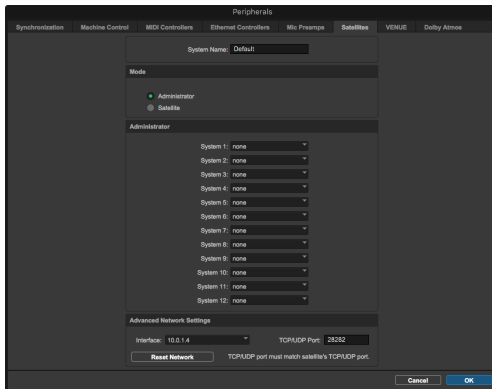 Peripherals
Synchronization Machine Control MIDI Controllers Ethernet Controllers Mic Preamps Satellites VENUE Dolby Atmos
System Name: Default
Mode
Administrator
Satellite
Administrator
System 1: none
System 2: none
System 3: none
System 4: none
System 5: none
System 6: none
System 7: none
System 8: none
System 9: none
System 10: none
System 11: none
System 12: none
Advanced Network Settings
Interface: 10.0.1.4 TCP/UDP Port: 28282
Reset Network TCP/UDP port must match satellite's TCP/UDP port.
Cancel OK